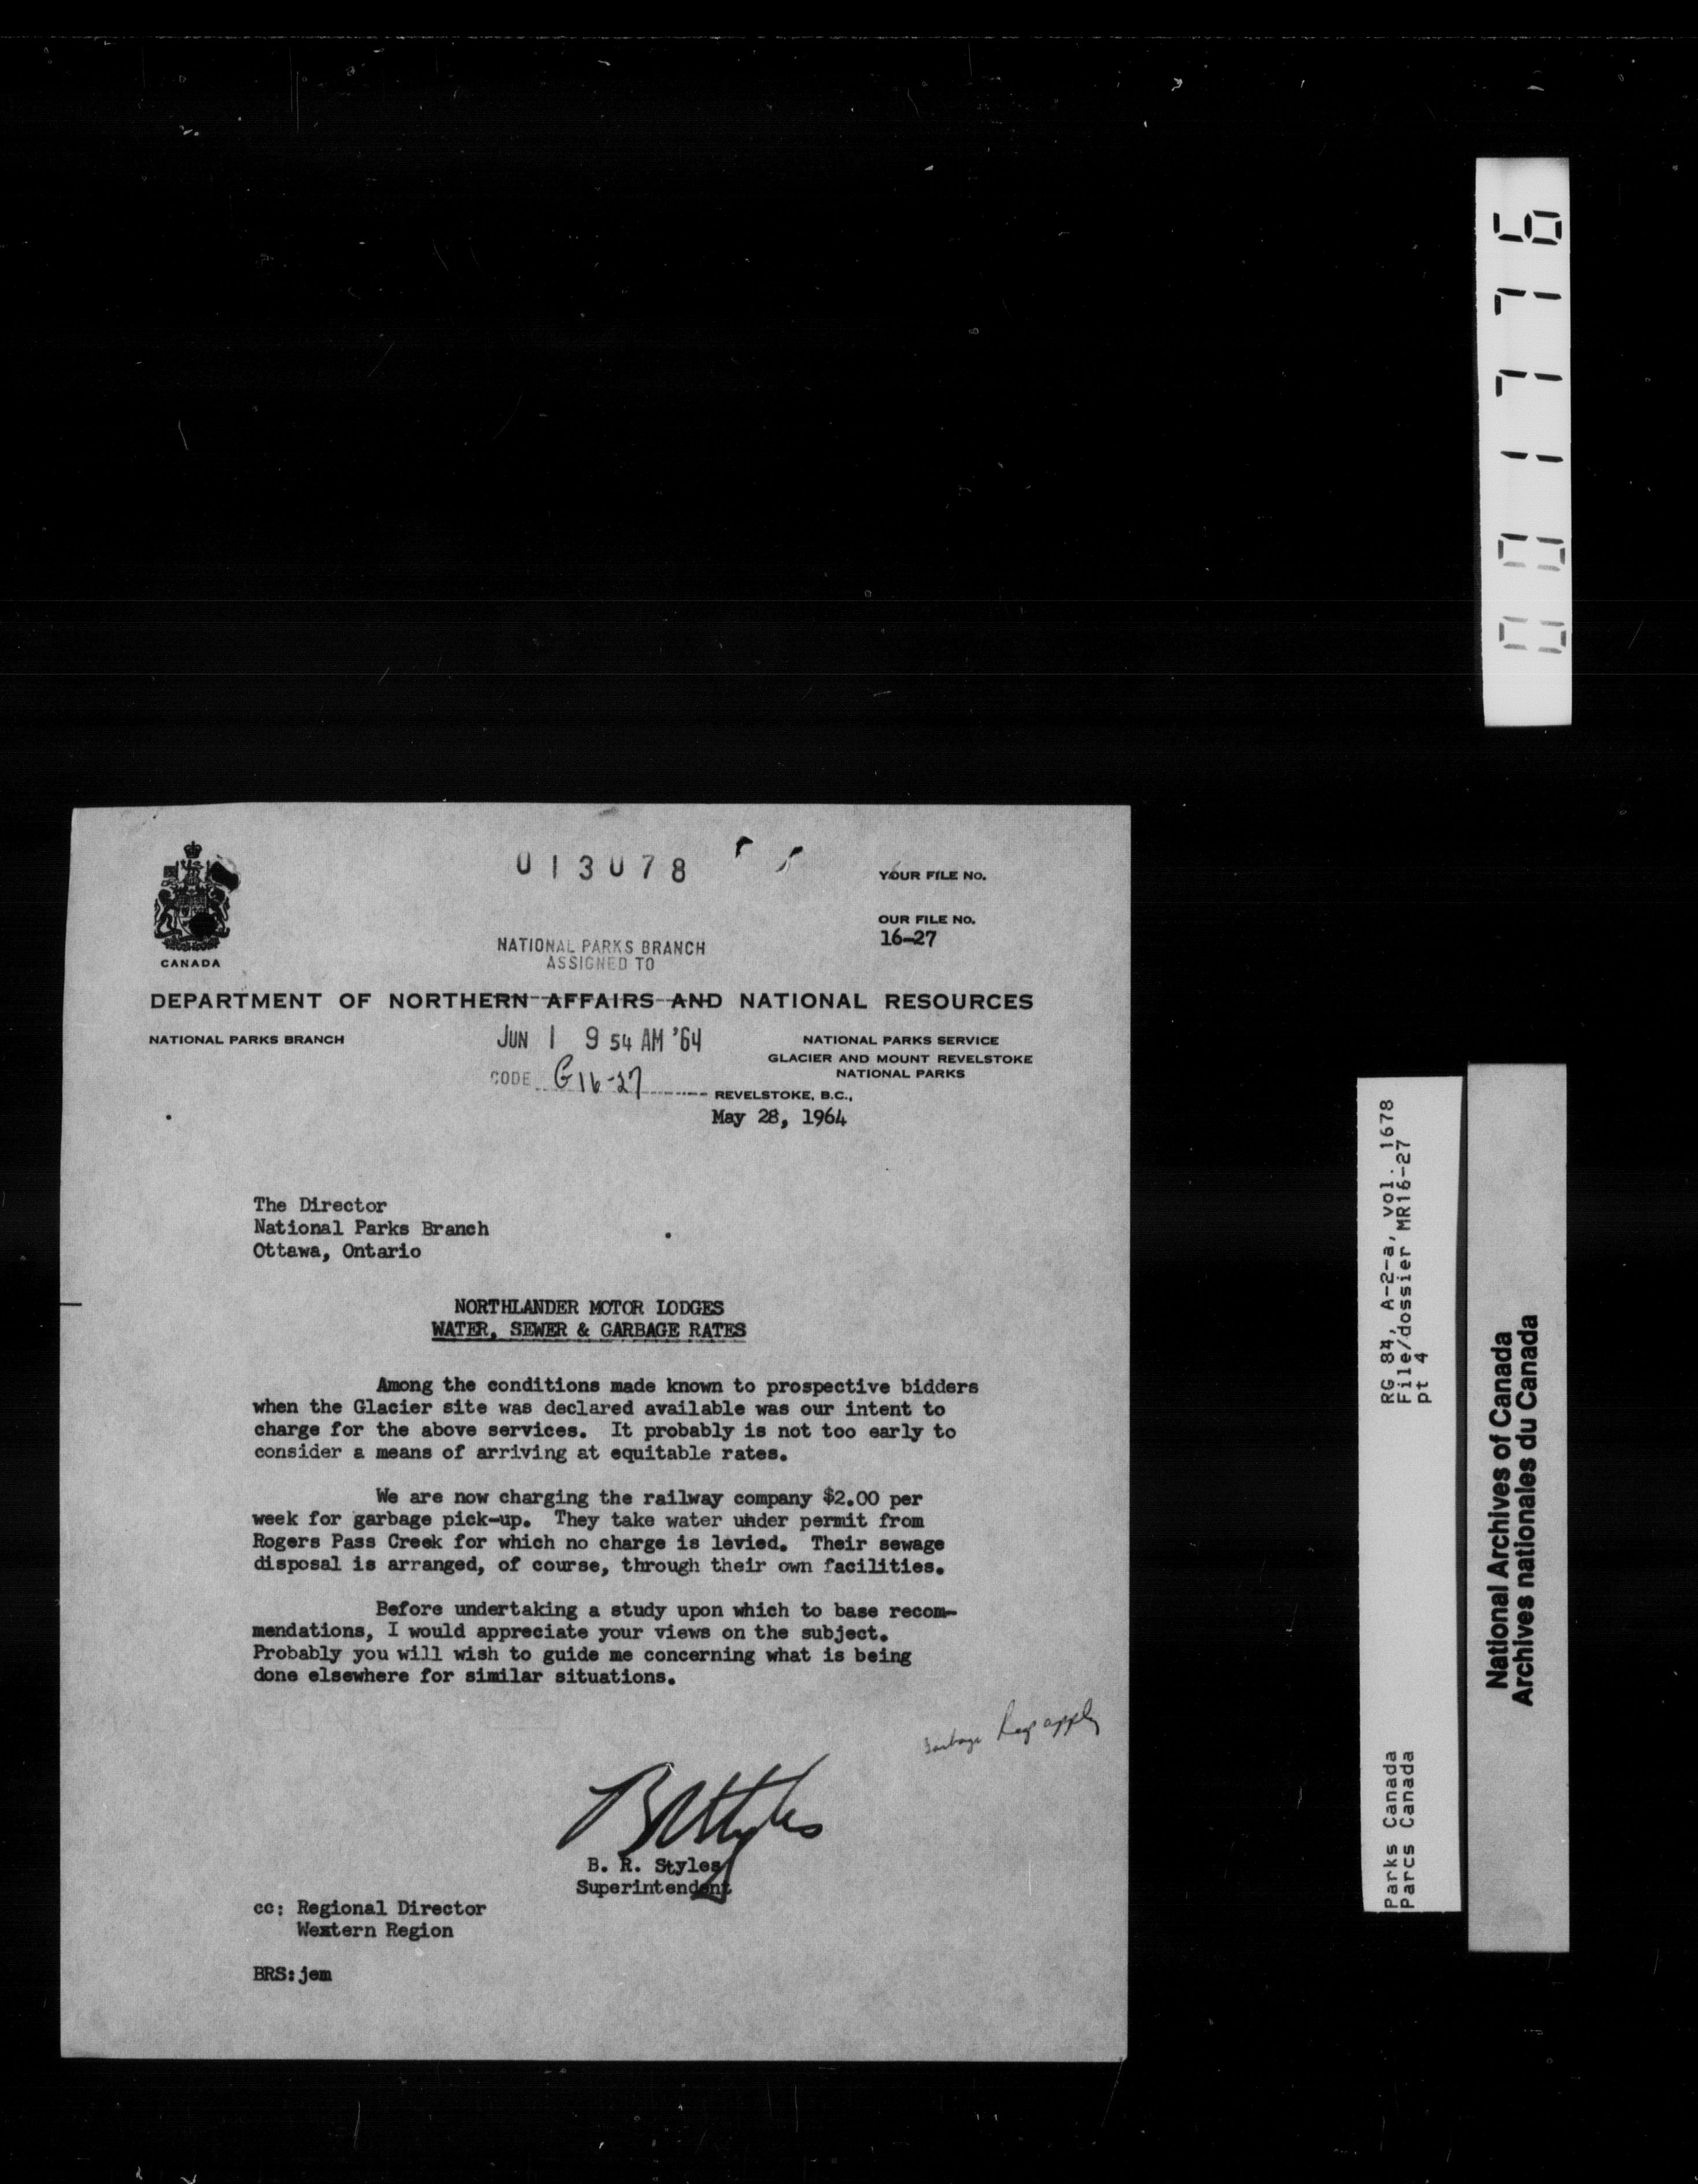 013078
YOUR FILE NO.
OUR FILE NO.
16-27
CANADA
NATIONAL PARKS BRANCH
ASSIGNED TO
DEPARTMENT OF NORTHERN AFFAIRS AND NATIONAL RESOURCES
NATIONAL PARKS BRANCH
JUN 1 9 54 AM '64
NATIONAL PARKS SERVICE
GLACIER AND MOUNT REVELSTOKE
NATIONAL PARKS
CODE G16-27
REVELSTOKE, B.C.,
May 28, 1964
The Director
National Parks Branch
Ottawa, Ontario
NORTHLANDER MOTOR LODGES
WATER, SEWER & GARBAGE RATES
Among the conditions made known to prospective bidders
when the Glacier site was declared available was our intent to
charge for the above services. It probably is not too early to
consider a means of arriving at equitable rates.
We are now charging the railway company $2.00 per
week for garbage pick-up. They take water under permit from
Rogers Pass Creek for which no charge is levied. Their sewage
disposal is arranged, of course, through their own facilities.
Before undertaking a study upon which to base recom-
mendations, I would appreciate your views on the subject.
Probably you will wish to guide me concerning what is being
done elsewhere for similar situations.
Garbage Regs apply
B. R. Styles
Superintendent
cc: Regional Director
Western Region
BRS:jem
001776
RG 84, A-2-a, vol. 1678
File/dossier MR16-27
pt 4
Parks Canada
Parcs Canada
National Archives of Canada
Archives nationales du Canada